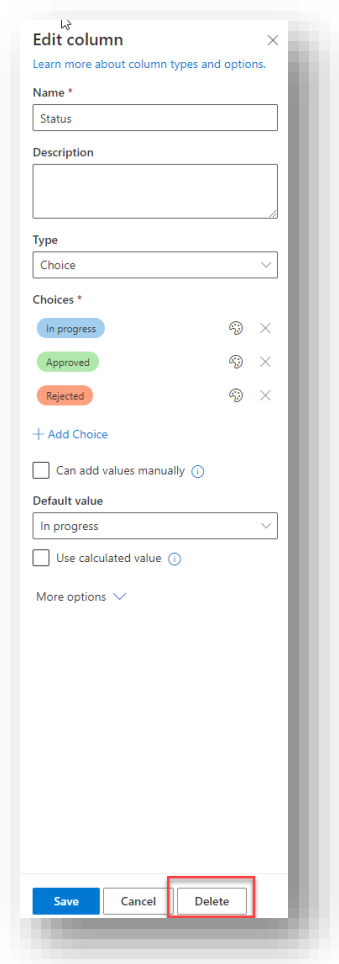 Edit column
Learn more about column types and options.
Name *
Status
Description
Type
Choice
Choices *
In progress
Approved
Rejected
+ Add Choice
Can add values manually
Default value
In progress
Use calculated value
More options
Save Cancel Delete